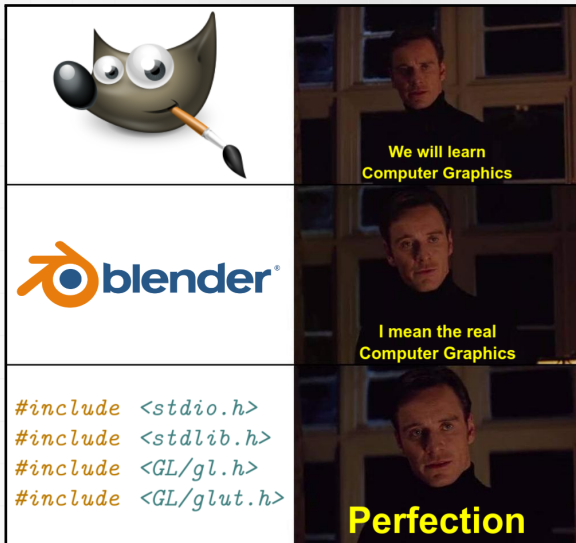 We will learn
Computer Graphics
blender®
I mean the real
Computer Graphics
#include <stdio.h>
#include <stdlib.h>
#include <GL/gl.h>
#include <GL/glut.h>
Perfection